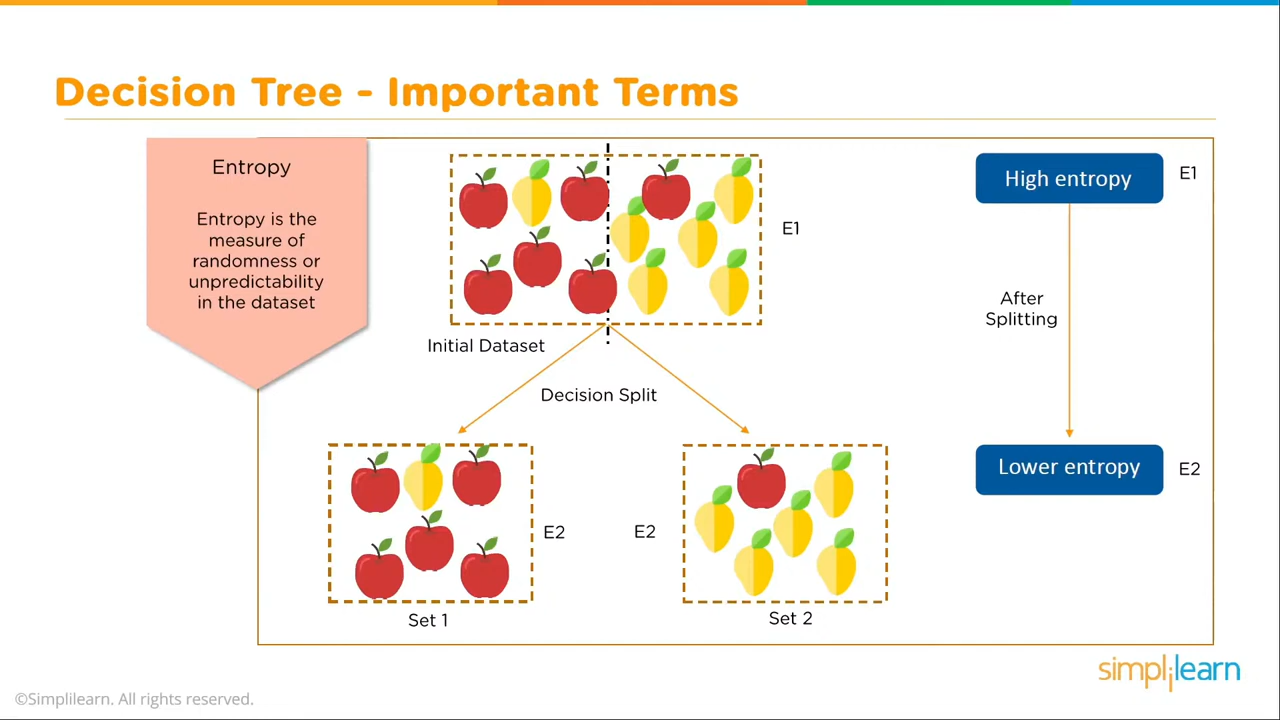 Decision Tree - Important Terms
Entropy
Entropy is the
measure of
randomness or
unpredictability
in the dataset
E1
Initial Dataset
Decision Split
E2
Set 1
E2
Set 2
High entropy
E1
After
Splitting
Lower entropy
E2
simplilearn
©Simplilearn. All rights reserved.